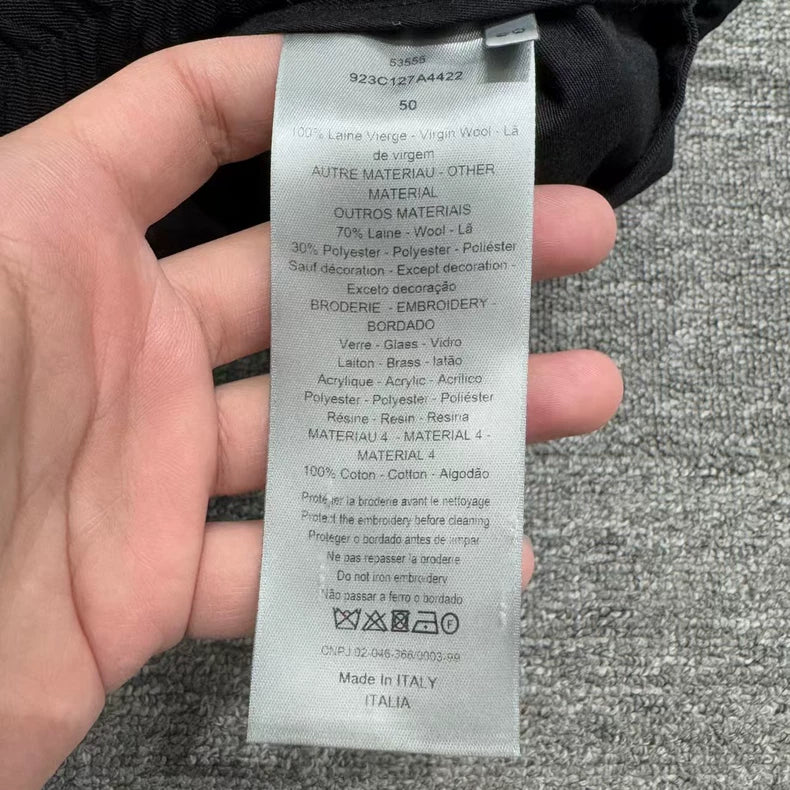 53555
923C127A4422
50
100% Laine Vierge - Virgin Wool - Lã
de virgem
AUTRE MATERIAU - OTHER
MATERIAL
OUTROS MATERIAIS
70% Laine - Wool - Lã
30% Polyester - Polyester - Poliéster
Sauf décoration - Except decoration -
Exceto decoração
BRODERIE - EMBROIDERY -
BORDADO
Verre - Glass - Vidro
Laiton - Brass - latão
Acrylique - Acrylic - Acrílico
Polyester - Polyester - Poliéster
Résine - Resin - Resina
MATERIAU 4 - MATERIAL 4 -
MATERIAL 4
100% Coton - Cotton - Algodão
Protéger la broderie avant le nettoyage
Protect the embroidery before cleaning
Proteger o bordado antes de limpar
Ne pas repasser la broderie
Do not iron embroidery
Não passar a ferro o bordado
F
CNPJ 02-046-366/0003-99
Made In ITALY
ITALIA